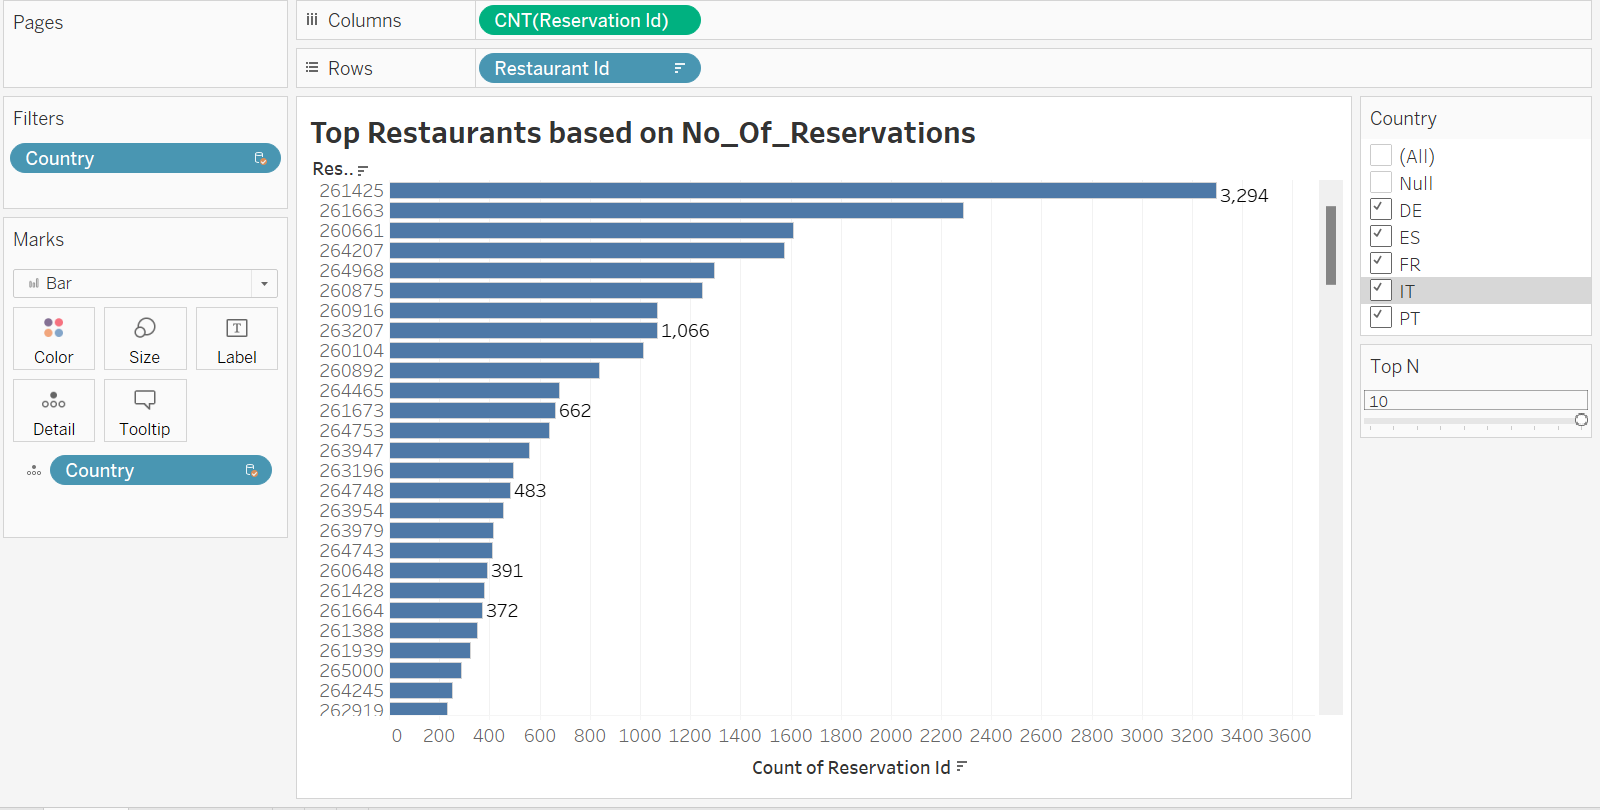 Pages
Columns
CNT(Reservation Id)
Rows
Restaurant Id
Filters
Country
Marks
Bar
Color
Size
Label
Detail
Tooltip
Country
Top Restaurants based on No_Of_Reservations
Res..
261425
3,294
261663
260661
264207
264968
260875
260916
263207
1,066
260104
260892
264465
261673
662
264753
263947
263196
264748
483
263954
263979
264743
260648
391
261428
261664
372
261388
261939
265000
264245
262919
0 200 400 600 800 1000 1200 1400 1600 1800 2000 2200 2400 2600 2800 3000 3200 3400 3600
Count of Reservation Id
Country
(All)
Null
DE
ES
FR
IT
PT
Top N
10